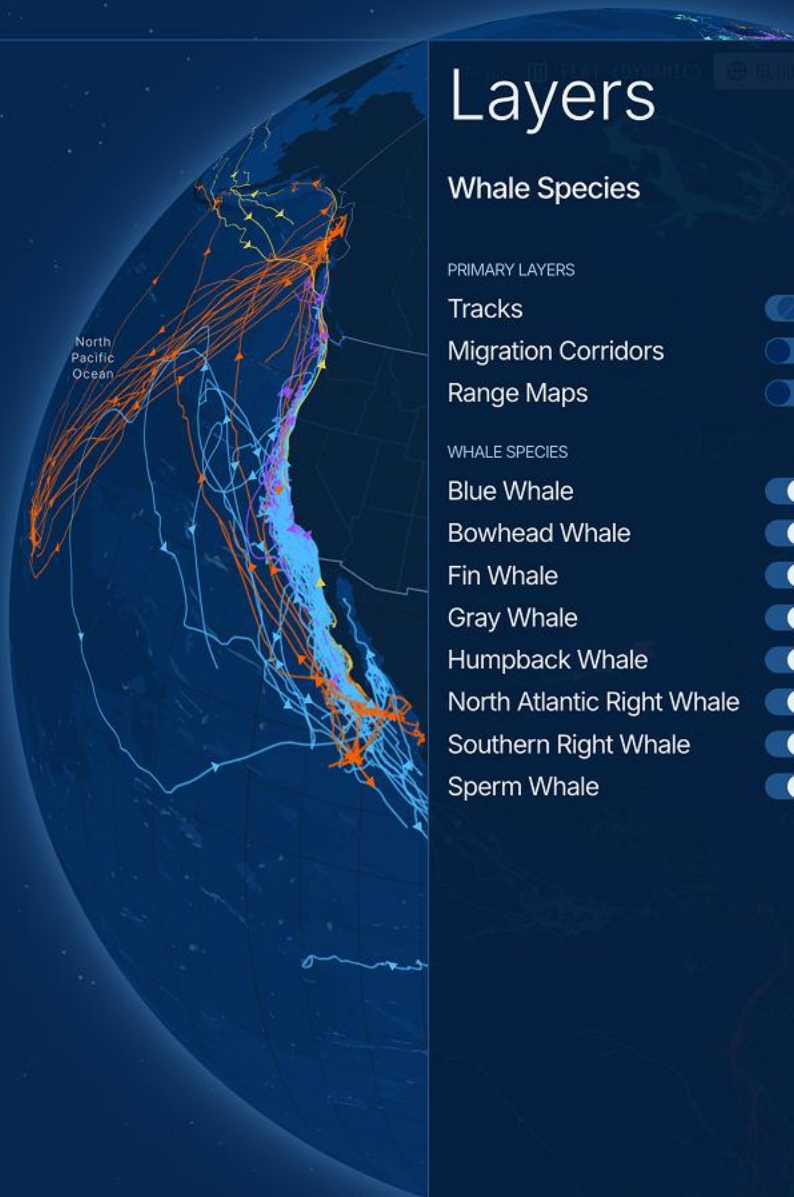 Layers
Whale Species
PRIMARY LAYERS
Tracks
Migration Corridors
Range Maps
WHALE SPECIES
Blue Whale
Bowhead Whale
Fin Whale
Gray Whale
Humpback Whale
North Atlantic Right Whale
Southern Right Whale
Sperm Whale
North
Pacific
Ocean